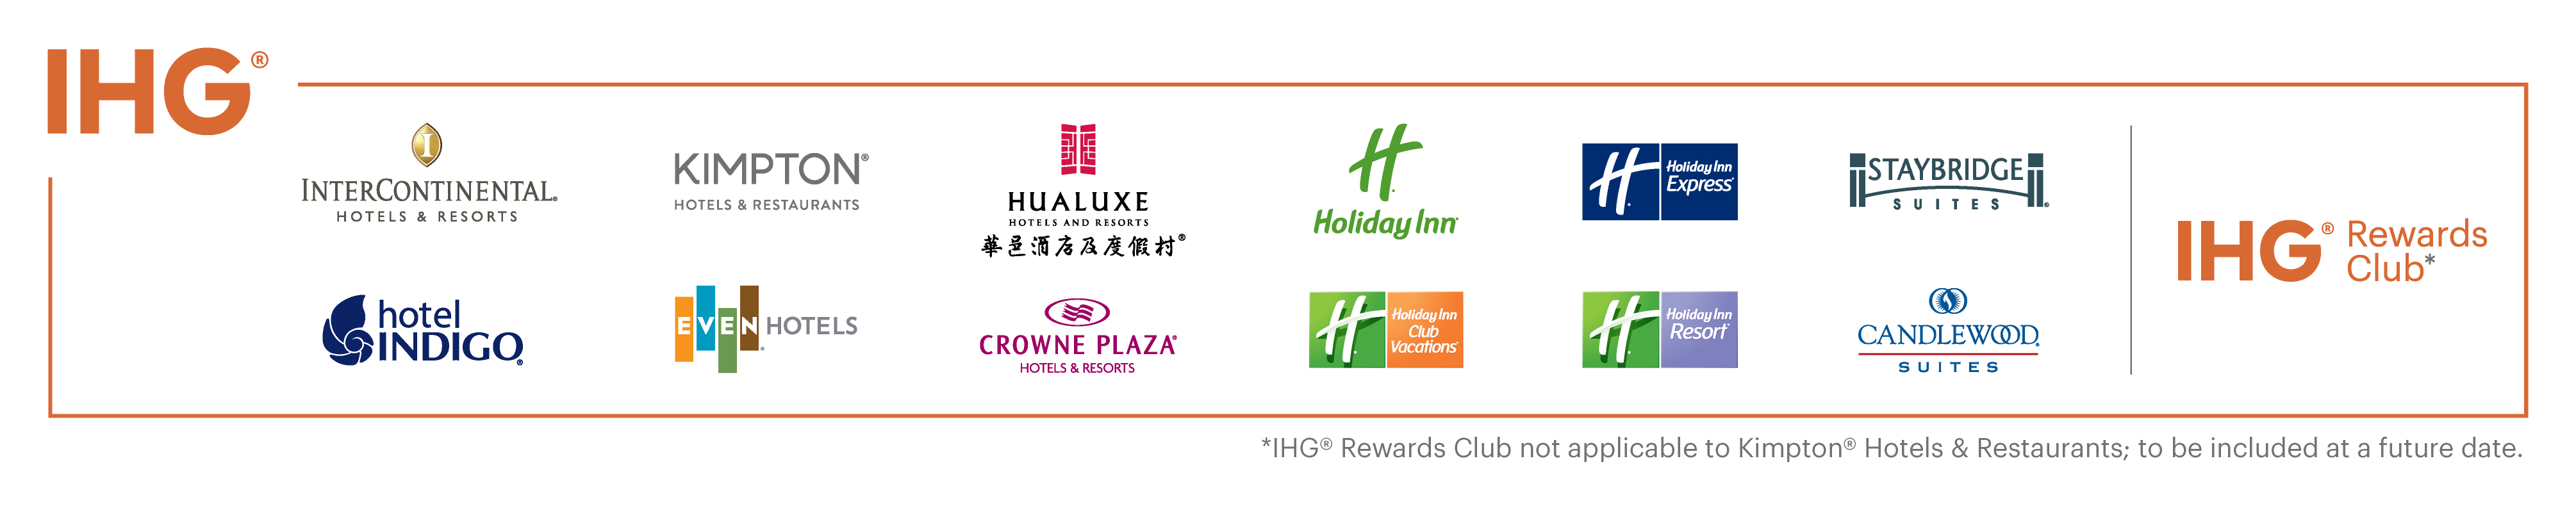 IHG®
INTERCONTINENTAL®
HOTELS & RESORTS
KIMPTON®
HOTELS & RESTAURANTS
HUALUXE
HOTELS AND RESORTS
華邑酒店及度假村®
Holiday Inn®
Holiday Inn
Express®
STAYBRIDGE
SUITES®
hotel
INDIGO®
EVEN® HOTELS
CROWNE PLAZA®
HOTELS & RESORTS
Holiday Inn
Club
Vacations®
Holiday Inn
Resort®
CANDLEWOOD®
SUITES
IHG® Rewards
Club*
*IHG® Rewards Club not applicable to Kimpton® Hotels & Restaurants; to be included at a future date.